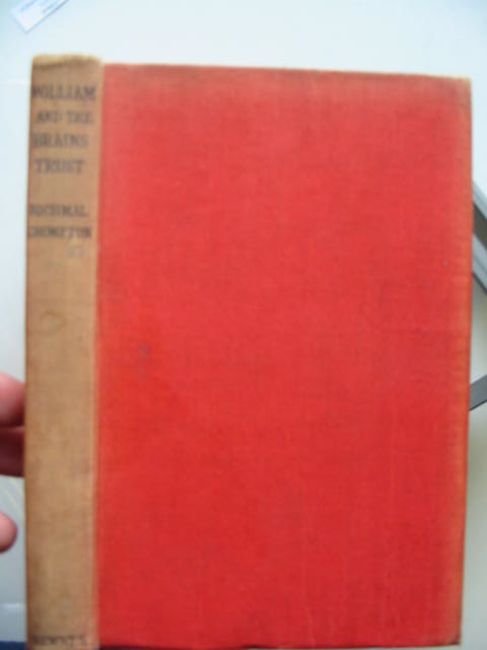 WILLIAM
AND THE
BRAINS
TRUST
RICHMAL
CROMPTON
NEWNES